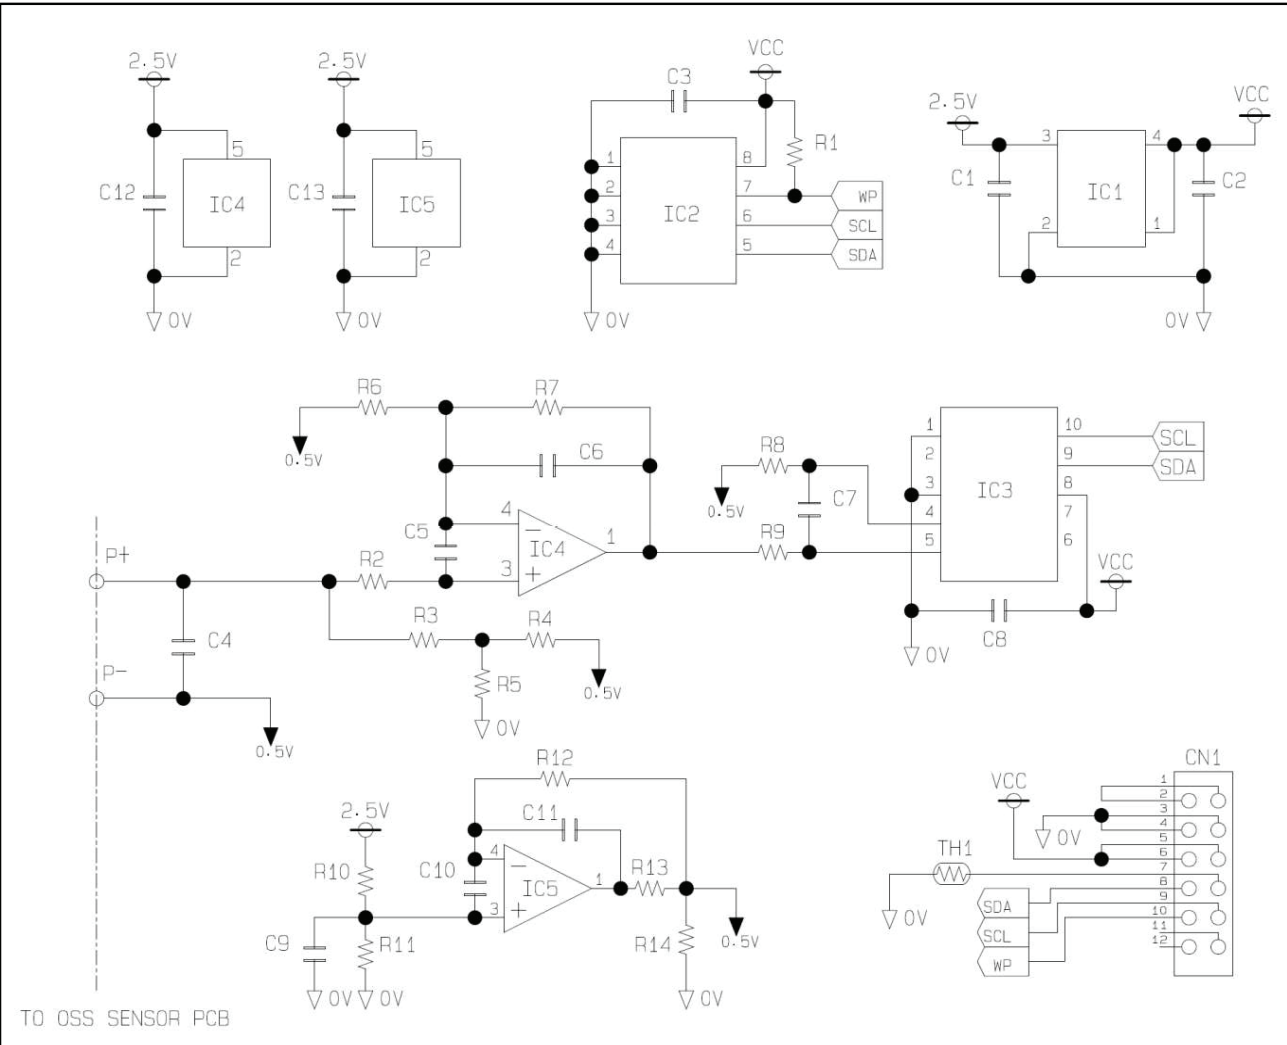 2.5V
C12
5
IC4
2
0V
2.5V
C13
5
IC5
2
0V
VCC
C3
R1
1
2
3
4
IC2
8
7
6
5
WP
SCL
SDA
0V
2.5V
VCC
C1
3
4
IC1
2
1
C2
0V
R6
R7
0.5V
C6
C5
4
3
IC4
1
P+
R2
C4
R3
R4
R5
0.5V
0V
P-
0.5V
R8
0.5V
C7
R9
1
2
3
4
5
IC3
10
9
8
7
6
SCL
SDA
VCC
C8
0V
R12
2.5V
C11
R10
C10
4
3
IC5
1
R13
C9
R11
R14
0.5V
0V
0V
0V
CN1
VCC
1
2
3
4
5
6
7
8
9
10
11
12
0V
TH1
0V
SDA
SCL
WP
TO OSS SENSOR PCB